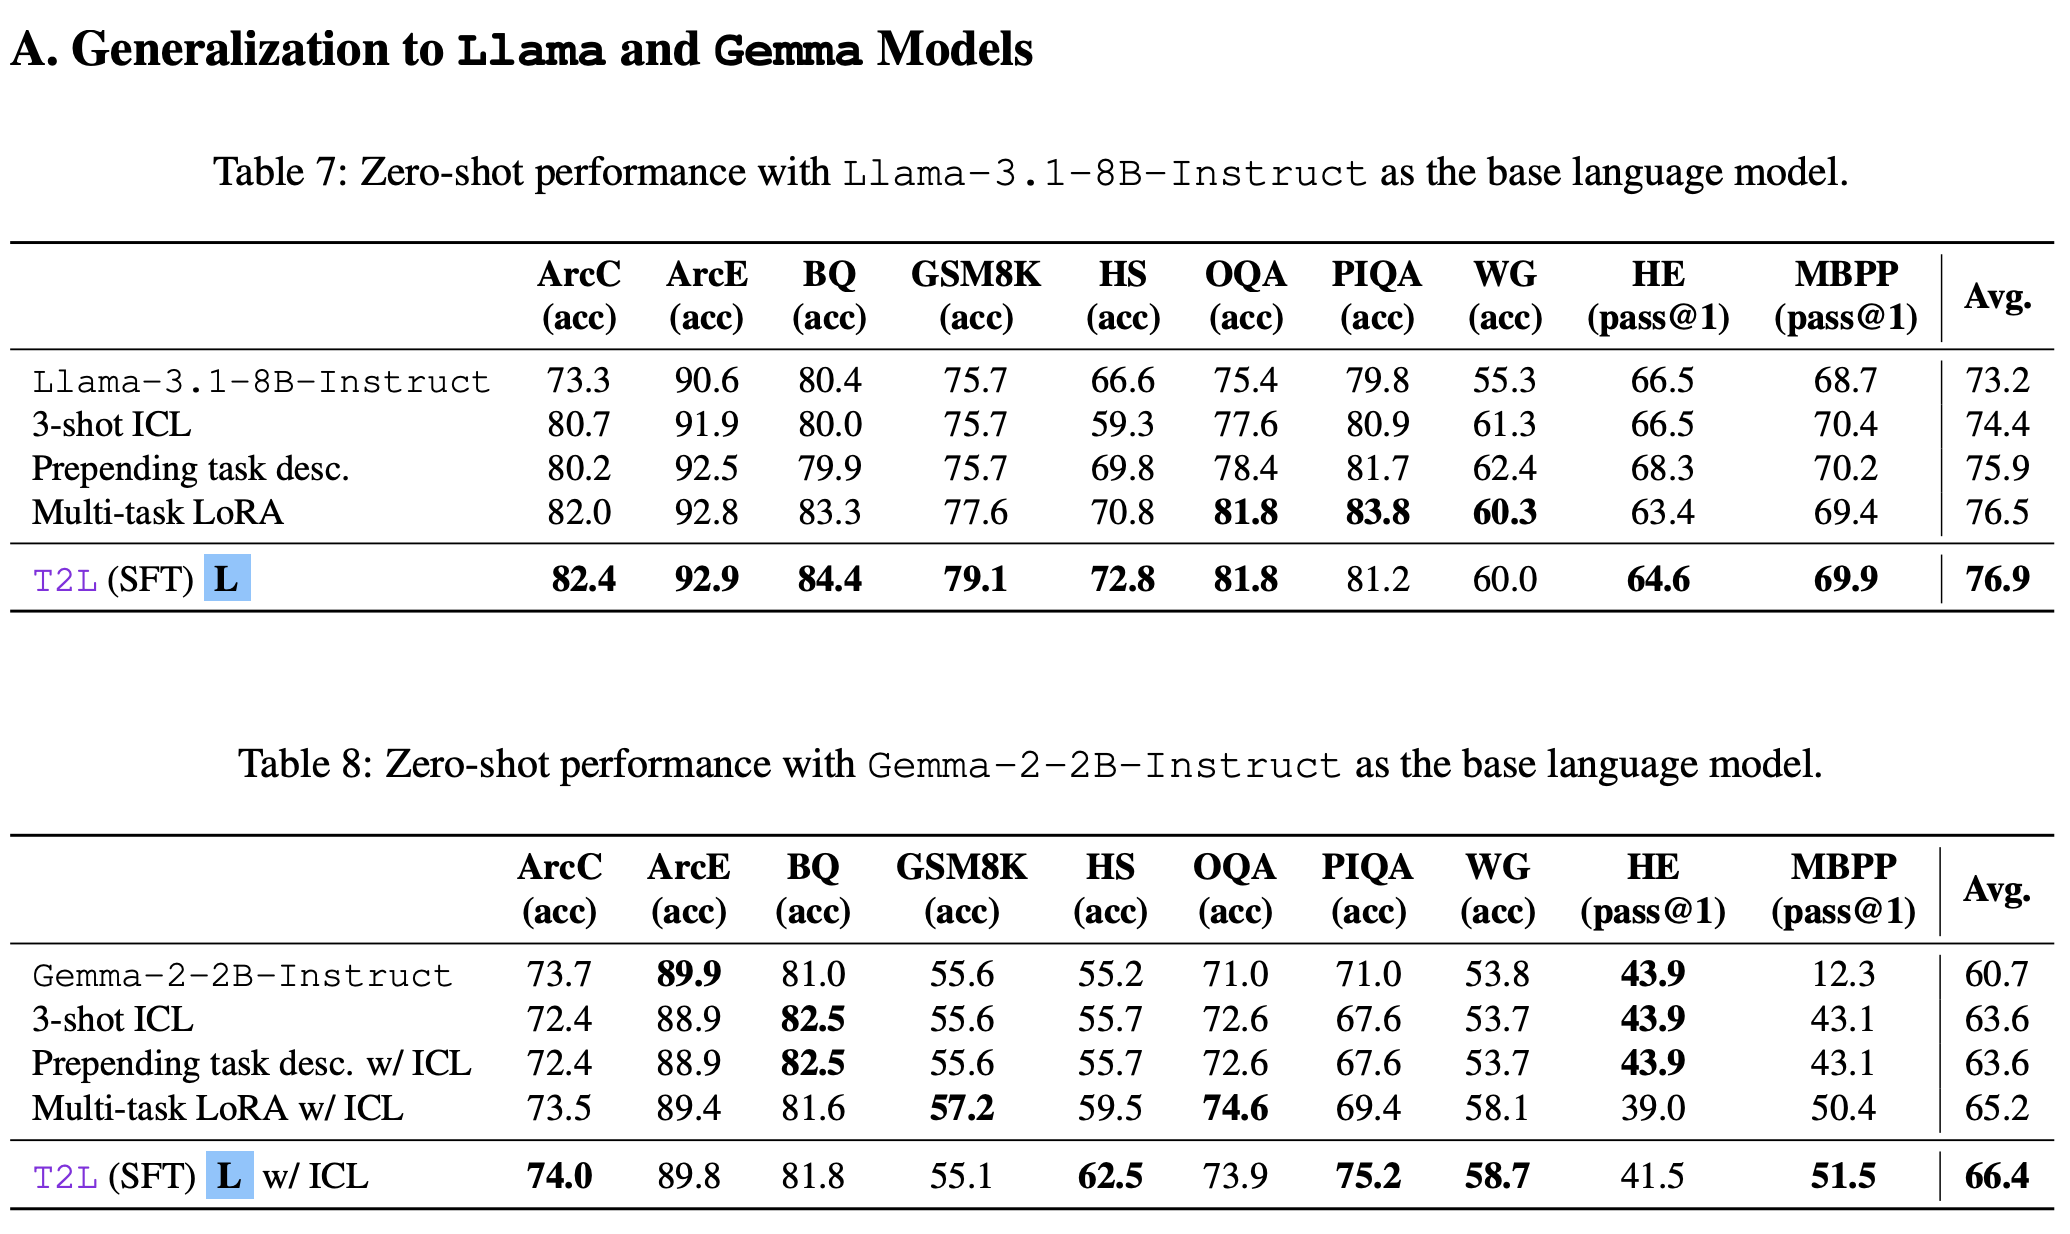 A. Generalization to Llama and Gemma Models
Table 7: Zero-shot performance with Llama-3.1-8B-Instruct as the base language model.
ArcC ArcE BQ GSM8K HS OQA PIQA WG HE MBPP Avg.
(acc) (acc) (acc) (acc) (acc) (acc) (acc) (acc) (pass@1) (pass@1)
Llama-3.1-8B-Instruct 73.3 90.6 80.4 75.7 66.6 75.4 79.8 55.3 66.5 68.7 73.2
3-shot ICL 80.7 91.9 80.0 75.7 59.3 77.6 80.9 61.3 66.5 70.4 74.4
Prepending task desc. 80.2 92.5 79.9 75.7 69.8 78.4 81.7 62.4 68.3 70.2 75.9
Multi-task LoRA 82.0 92.8 83.3 77.6 70.8 81.8 83.8 60.3 63.4 69.4 76.5
T2L (SFT) L 82.4 92.9 84.4 79.1 72.8 81.8 81.2 60.0 64.6 69.9 76.9
Table 8: Zero-shot performance with Gemma-2-2B-Instruct as the base language model.
ArcC ArcE BQ GSM8K HS OQA PIQA WG HE MBPP Avg.
(acc) (acc) (acc) (acc) (acc) (acc) (acc) (acc) (pass@1) (pass@1)
Gemma-2-2B-Instruct 73.7 89.9 81.0 55.6 55.2 71.0 71.0 53.8 43.9 12.3 60.7
3-shot ICL 72.4 88.9 82.5 55.6 55.7 72.6 67.6 53.7 43.9 43.1 63.6
Prepending task desc. w/ ICL 72.4 88.9 82.5 55.6 55.7 72.6 67.6 53.7 43.9 43.1 63.6
Multi-task LoRA w/ ICL 73.5 89.4 81.6 57.2 59.5 74.6 69.4 58.1 39.0 50.4 65.2
T2L (SFT) L w/ ICL 74.0 89.8 81.8 55.1 62.5 73.9 75.2 58.7 41.5 51.5 66.4